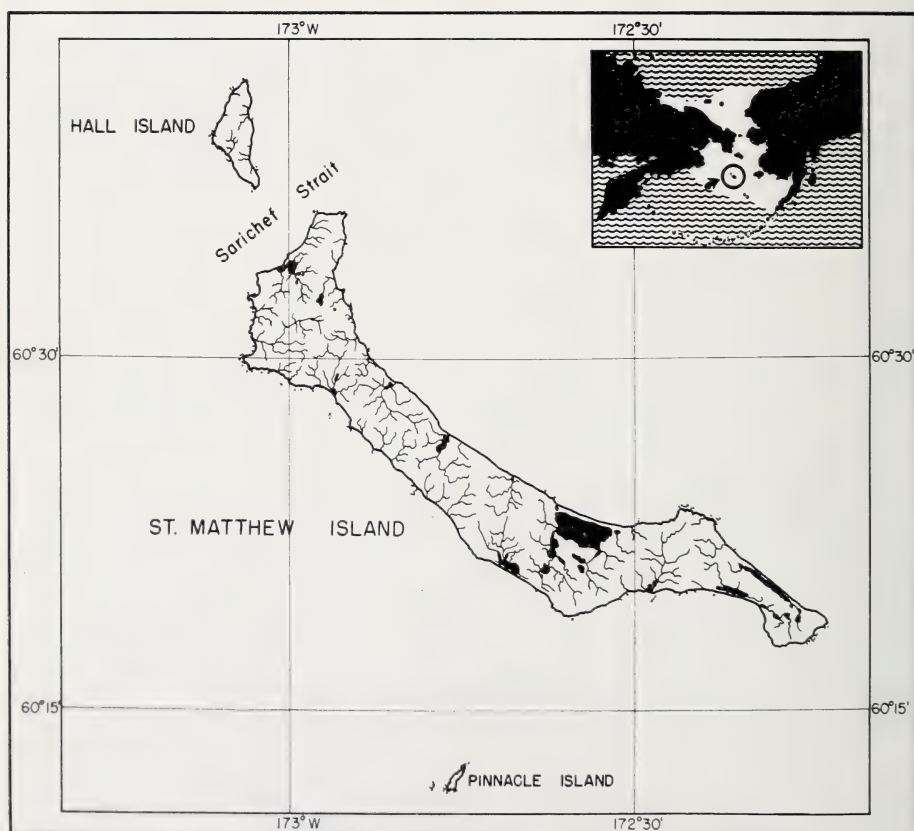 173°W 172°30'
HALL ISLAND
Sarichef Strait
60°30' 60°30'
ST. MATTHEW ISLAND
60°15' 60°15'
PINNACLE ISLAND
173°W 172°30'